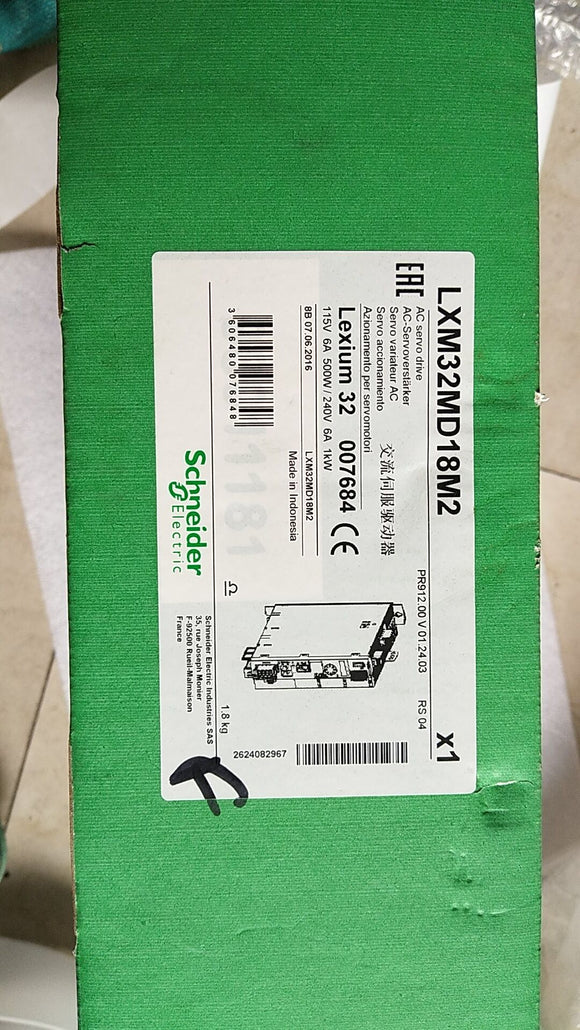 LXM32MD18M2
x1
EAC
AC servo drive
AC-Servoverstärker
Servo variateur AC
Servo accionamiento
Azionamento per servomotori
交流伺服驱动器
PR912.00 V 01.24.03
RS 04
Lexium 32 007684 CE
115V 6A 500W / 240V 6A 1kW
8B 07.06.2016
LXM32MD18M2
Made in Indonesia
3606480076848
1181
2624082967
1.8 kg
Schneider
Electric
Schneider Electric Industries SAS
35, rue Joseph Monier
F-92500 Rueil-Malmaison
France